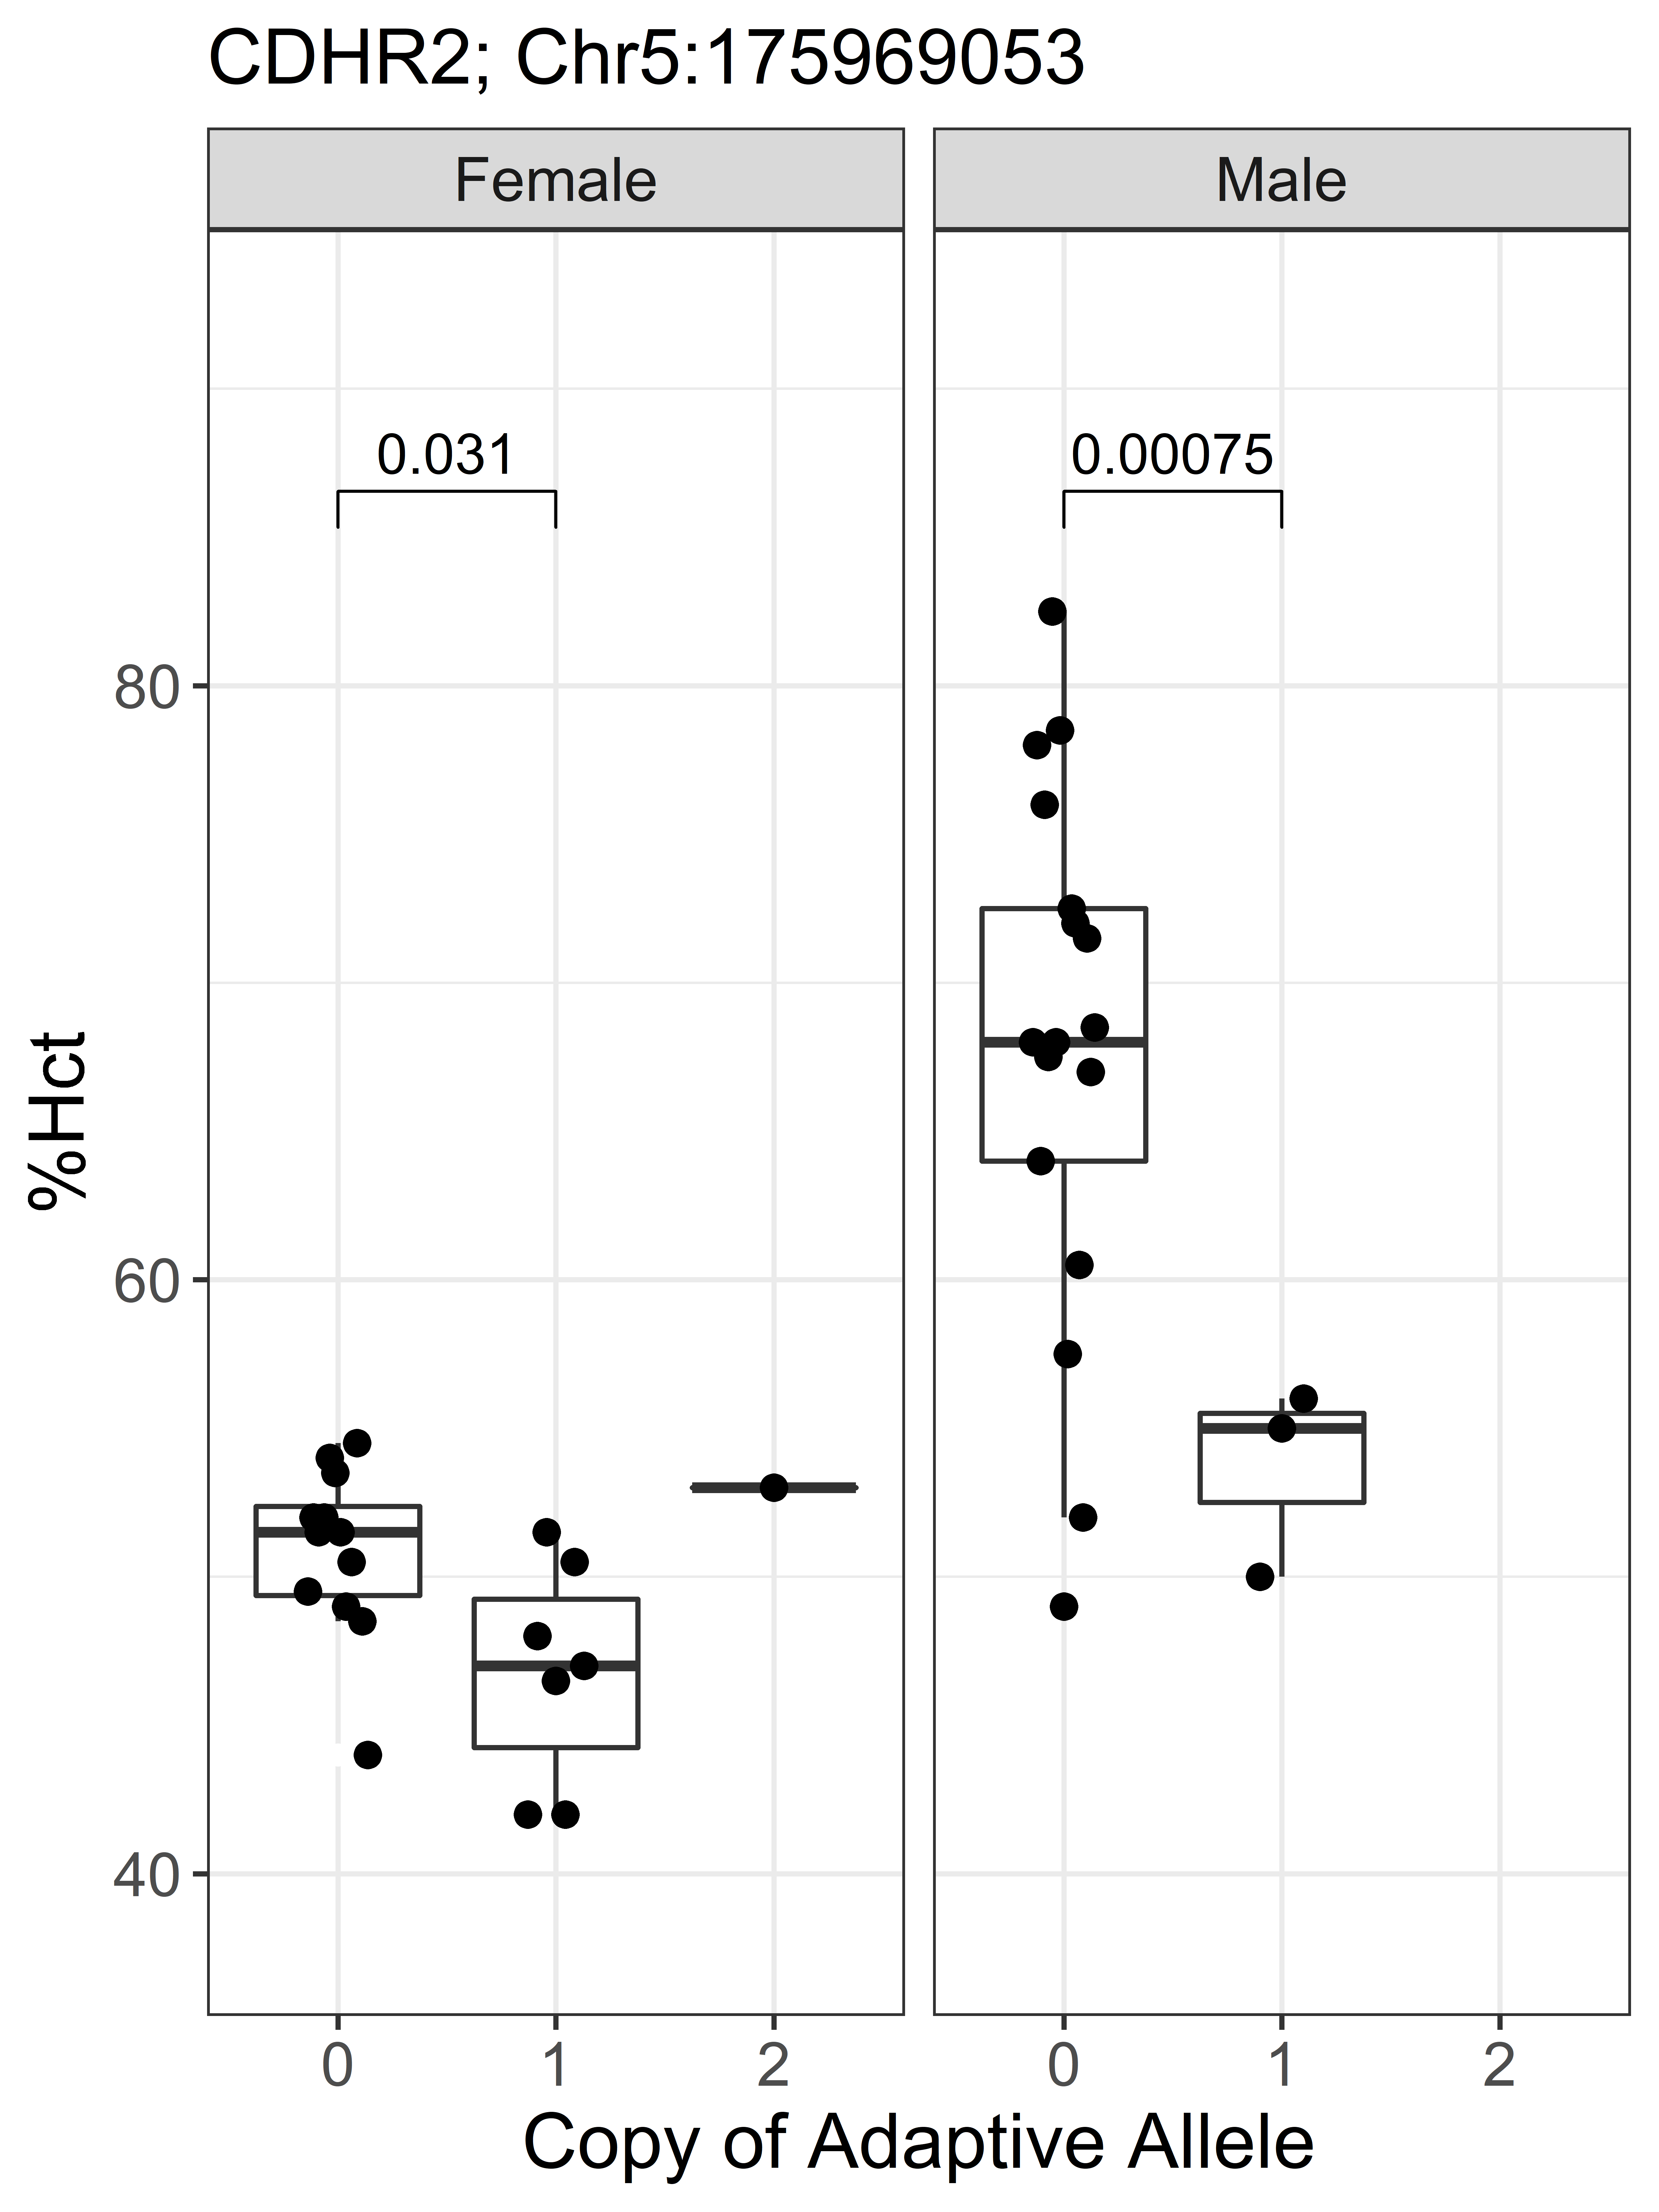 CDHR2; Chr5:175969053
Female Male
0.031 0.00075
80
%Hct
60
40
0 1 2 0 1 2
Copy of Adaptive Allele